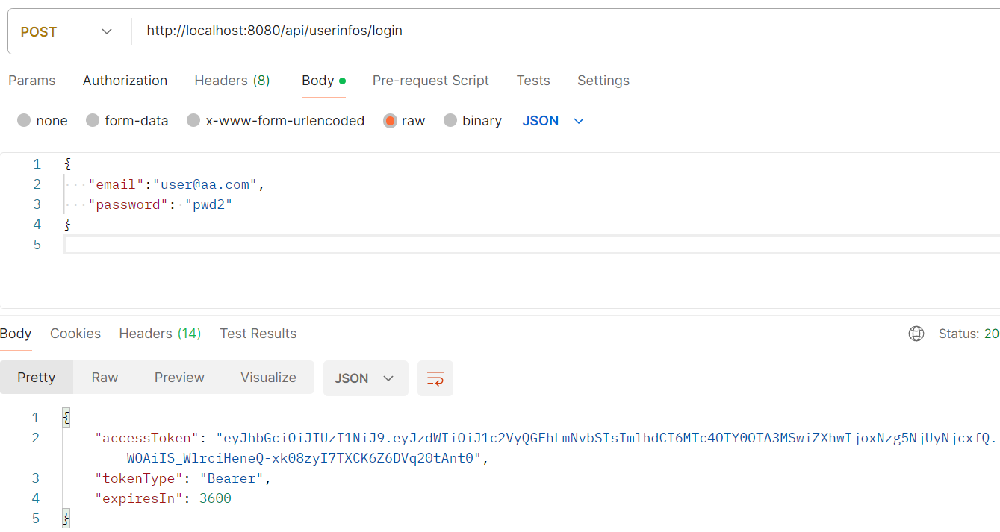 POST http://localhost:8080/api/userinfos/login
Params Authorization Headers (8) Body Pre-request Script Tests Settings
none form-data x-www-form-urlencoded raw binary JSON
1 {
2 "email":"user@aa.com",
3 "password": "pwd2"
4 }
5
Body Cookies Headers (14) Test Results Status: 20
Pretty Raw Preview Visualize JSON
1 {
2 "accessToken": "eyJhbGciOiJIUzI1NiJ9.eyJzdWIiOiJ1c2VyQGFhLmNvbSIsImlhdCI6MTc4OTY0OTA3MSwiZXhwIjoxNzg5NjUyNjcxfQ.
WOAiIS_WlrciHeneQ-xk08zyI7TXCK6Z6DVq20tAnt0",
3 "tokenType": "Bearer",
4 "expiresIn": 3600
5 }